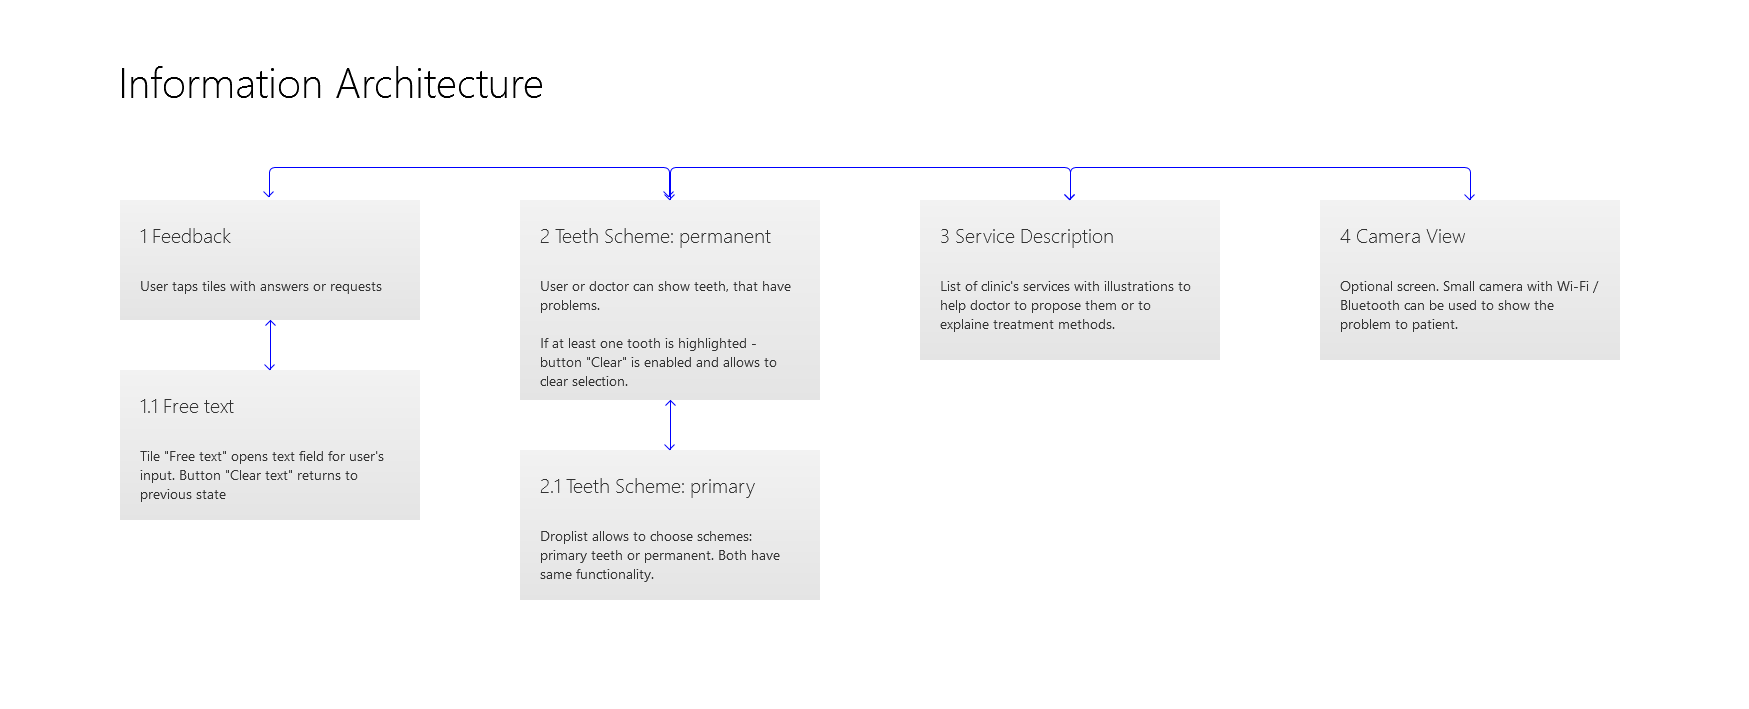 Information Architecture
1 Feedback
User taps tiles with answers or requests
1.1 Free text
Tile "Free text" opens text field for user's
input. Button "Clear text" returns to
previous state
2 Teeth Scheme: permanent
User or doctor can show teeth, that have
problems.
If at least one tooth is highlighted -
button "Clear" is enabled and allows to
clear selection.
2.1 Teeth Scheme: primary
Droplist allows to choose schemes:
primary teeth or permanent. Both have
same functionality.
3 Service Description
List of clinic's services with illustrations to
help doctor to propose them or to
explaine treatment methods.
4 Camera View
Optional screen. Small camera with Wi-Fi /
Bluetooth can be used to show the
problem to patient.